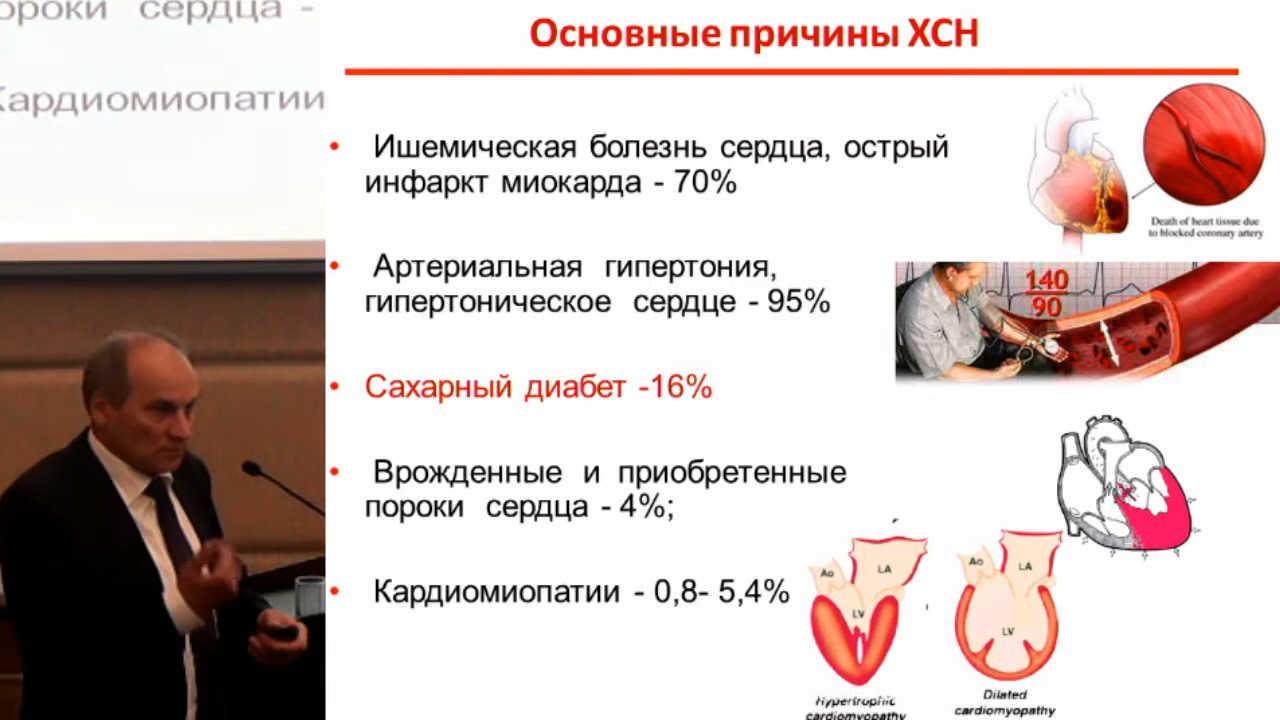 пороки сердца -
Кардиомиопатии
Основные причины ХСН
Ишемическая болезнь сердца, острый
инфаркт миокарда - 70%
Death of heart tissue due
to blocked coronary artery
Артериальная гипертония,
гипертоническое сердце - 95%
140
90
Сахарный диабет -16%
Врожденные и приобретенные
пороки сердца - 4%;
Кардиомиопатии - 0,8- 5,4%
Ao
LA
LV
Hypertrophic
cardiomyopathy
Ao
LA
LV
Dilated
cardiomyopathy